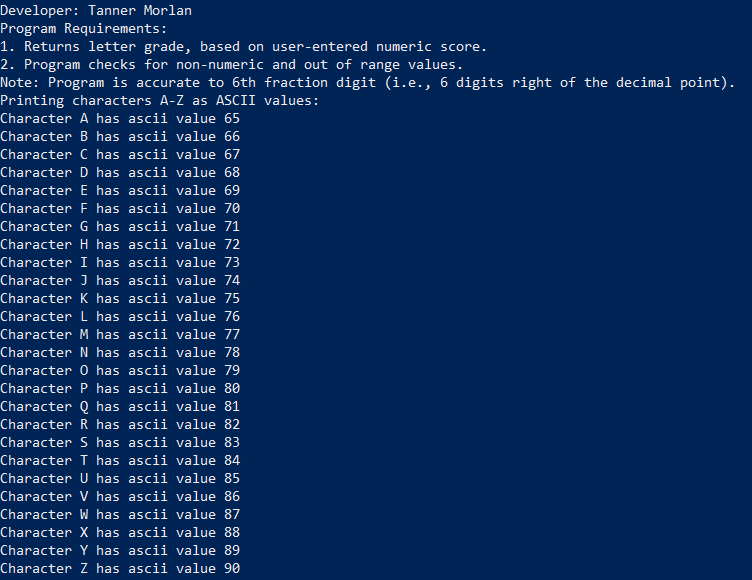 Developer: Tanner Morlan
Program Requirements:
1. Returns letter grade, based on user-entered numeric score.
2. Program checks for non-numeric and out of range values.
Note: Program is accurate to 6th fraction digit (i.e., 6 digits right of the decimal point).
Printing characters A-Z as ASCII values:
Character A has ascii value 65
Character B has ascii value 66
Character C has ascii value 67
Character D has ascii value 68
Character E has ascii value 69
Character F has ascii value 70
Character G has ascii value 71
Character H has ascii value 72
Character I has ascii value 73
Character J has ascii value 74
Character K has ascii value 75
Character L has ascii value 76
Character M has ascii value 77
Character N has ascii value 78
Character O has ascii value 79
Character P has ascii value 80
Character Q has ascii value 81
Character R has ascii value 82
Character S has ascii value 83
Character T has ascii value 84
Character U has ascii value 85
Character V has ascii value 86
Character W has ascii value 87
Character X has ascii value 88
Character Y has ascii value 89
Character Z has ascii value 90